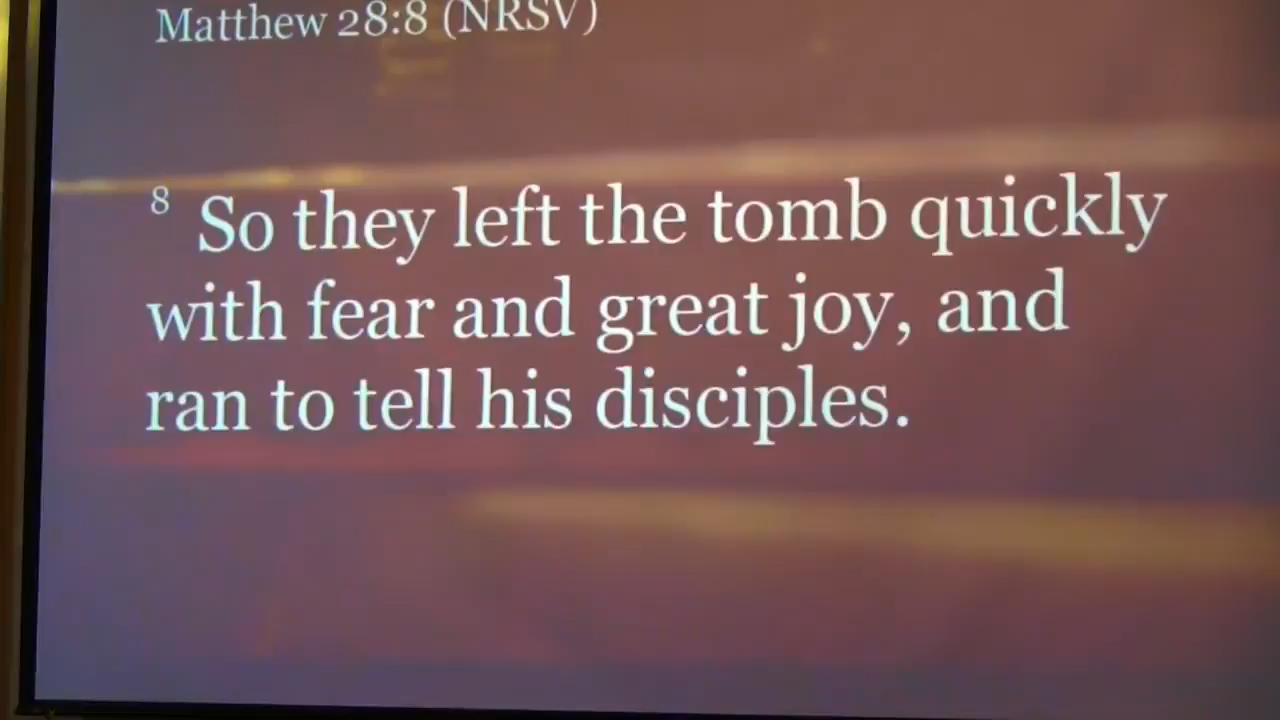 Matthew 28:8 (NRSV)
8 So they left the tomb quickly
with fear and great joy, and
ran to tell his disciples.